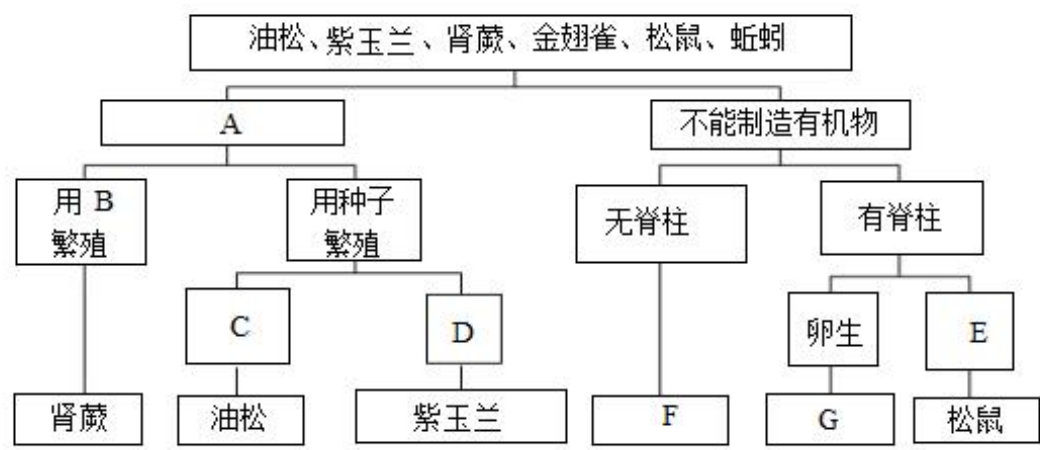 油松、紫玉兰、肾蕨、金翅雀、松鼠、蚯蚓
A
不能制造有机物
用 B
繁殖
用种子
繁殖
无脊柱
有脊柱
C
D
卵生
E
肾蕨
油松
紫玉兰
F
G
松鼠